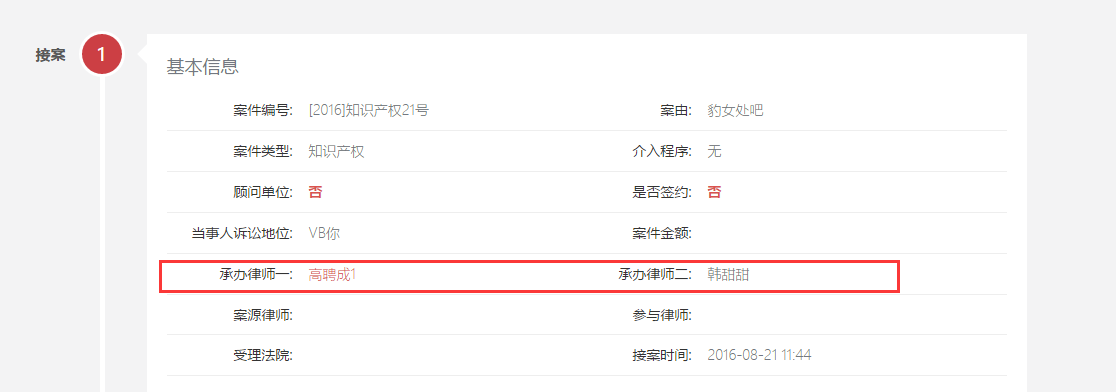 接案 1
基本信息
案件编号: [2016]知识产权21号 案由: 豹女处吧
案件类型: 知识产权 介入程序: 无
顾问单位: 否 是否签约: 否
当事人诉讼地位: VB你 案件金额:
承办律师一: 高聘成1 承办律师二: 韩甜甜
案源律师: 参与律师:
受理法院: 接案时间: 2016-08-21 11:44